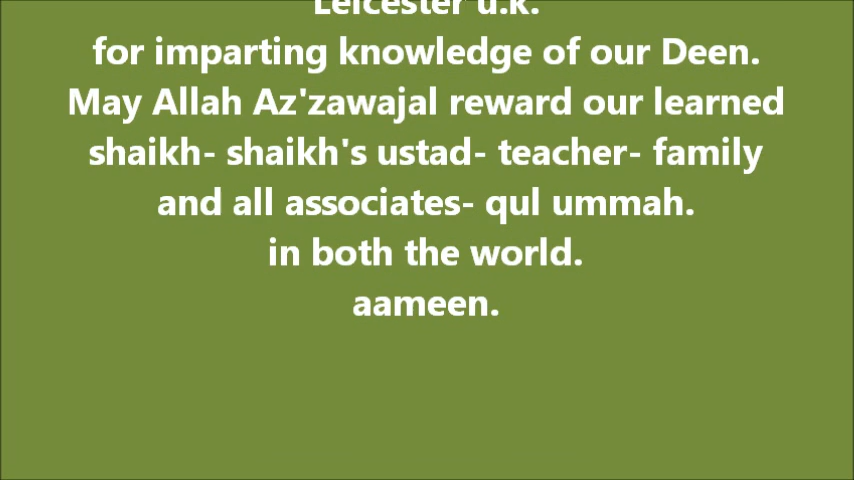 Leicester u.k.
for imparting knowledge of our Deen.
May Allah Az'zawajal reward our learned
shaikh- shaikh's ustad- teacher- family
and all associates- qul ummah.
in both the world.
aameen.